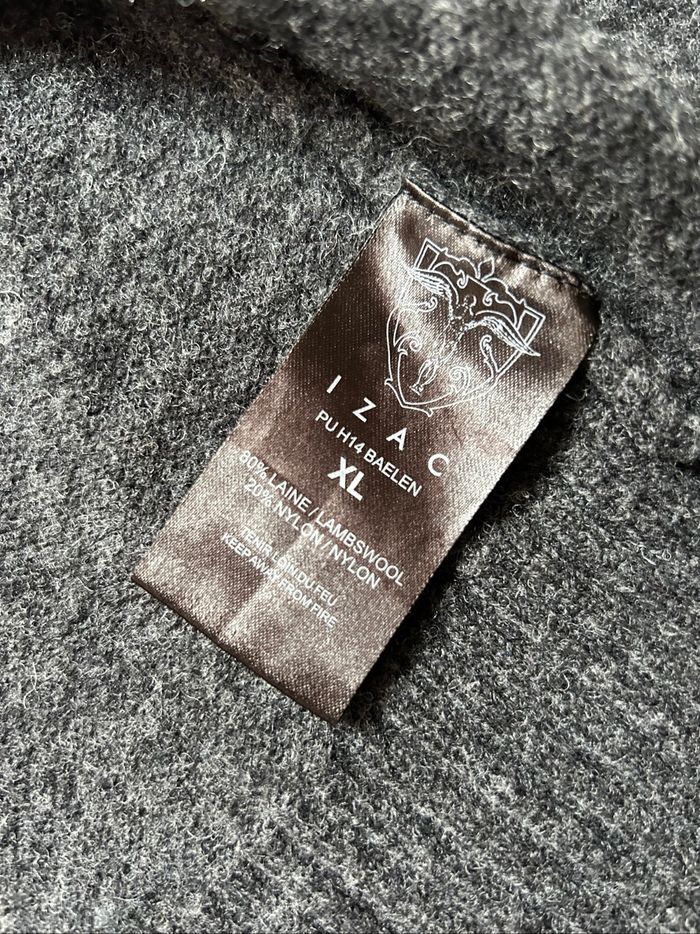 IZAC
PU H14 BAELEN
XL
80% LAINE / LAMBSWOOL
20% NYLON / NYLON
TENIR LOIN DU FEU
KEEP AWAY FROM FIRE